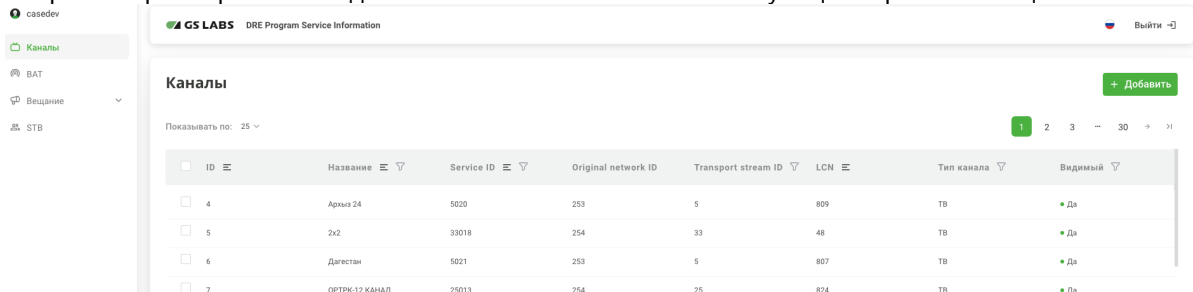 casedev
GS LABS DRE Program Service Information
Выйти
Каналы
BAT
Вещание
STB
Каналы
+ Добавить
Показывать по: 25
1 2 3 ... 30
ID Название Service ID Original network ID Transport stream ID LCN Тип канала Видимый
4 Архыз 24 5020 253 5 809 ТВ Да
5 2х2 33018 254 33 48 ТВ Да
6 Дагестан 5021 253 5 807 ТВ Да
7 ОРТРК-12 КАНАЛ 25013 254 25 824 ТВ Да